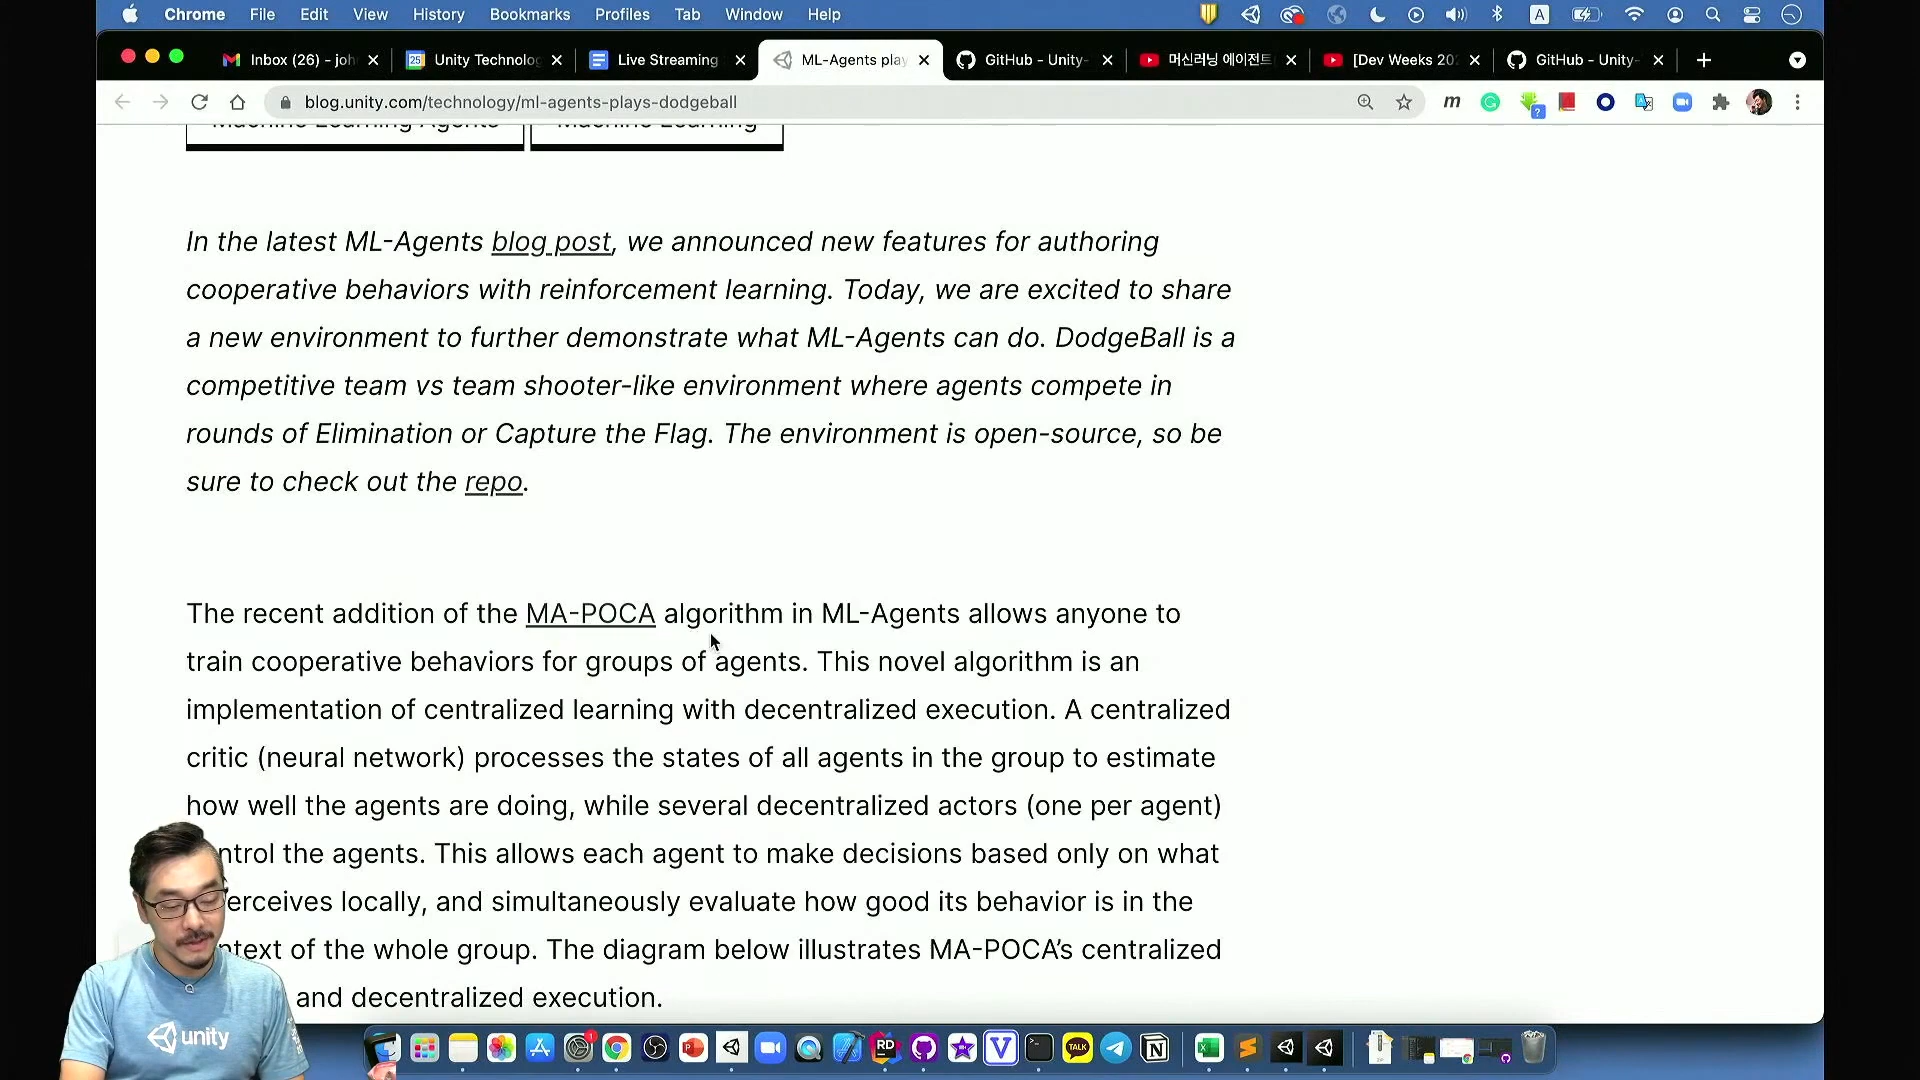 Chrome File Edit View History Bookmarks Profiles Tab Window Help
Inbox (26) - joh
Unity Technolo
Live Streaming
ML-Agents play
GitHub - Unity-
머신러닝 에이전트
[Dev Weeks 202
GitHub - Unity-
blog.unity.com/technology/ml-agents-plays-dodgeball
Machine Learning Agents
Machine Learning
In the latest ML-Agents blog post, we announced new features for authoring
cooperative behaviors with reinforcement learning. Today, we are excited to share
a new environment to further demonstrate what ML-Agents can do. DodgeBall is a
competitive team vs team shooter-like environment where agents compete in
rounds of Elimination or Capture the Flag. The environment is open-source, so be
sure to check out the repo.
The recent addition of the MA-POCA algorithm in ML-Agents allows anyone to
train cooperative behaviors for groups of agents. This novel algorithm is an
implementation of centralized learning with decentralized execution. A centralized
critic (neural network) processes the states of all agents in the group to estimate
how well the agents are doing, while several decentralized actors (one per agent)
ntrol the agents. This allows each agent to make decisions based only on what
erceives locally, and simultaneously evaluate how good its behavior is in the
ntext of the whole group. The diagram below illustrates MA-POCA's centralized
and decentralized execution.
unity